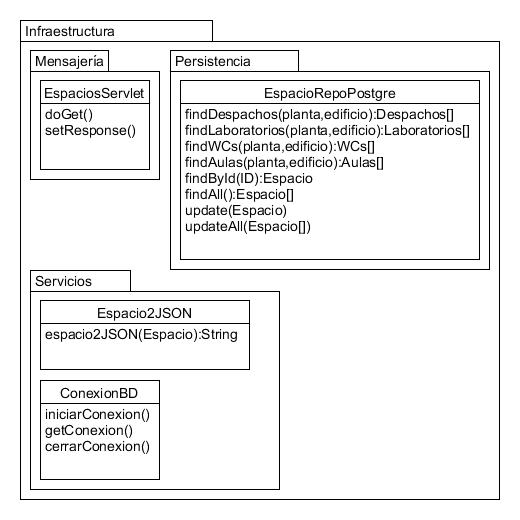 Infraestructura
Mensajería
EspaciosServlet
doGet()
setResponse()
Persistencia
EspacioRepoPostgre
findDespachos(planta,edificio):Despachos[]
findLaboratorios(planta,edificio):Laboratorios[]
findWCs(planta,edificio):WCs[]
findAulas(planta,edificio):Aulas[]
findById(ID):Espacio
findAll():Espacio[]
update(Espacio)
updateAll(Espacio[])
Servicios
Espacio2JSON
espacio2JSON(Espacio):String
ConexionBD
iniciarConexion()
getConexion()
cerrarConexion()